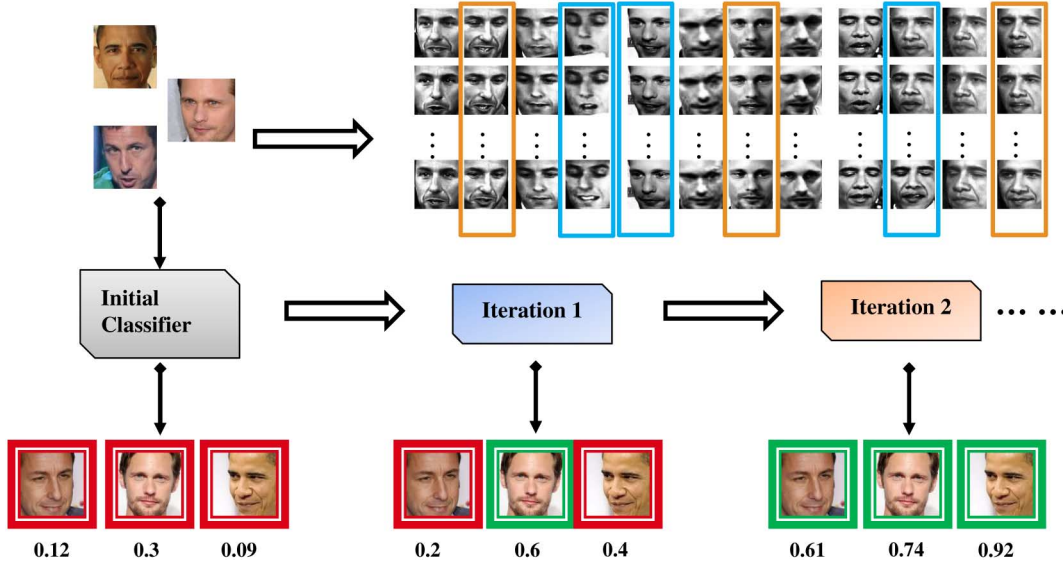 Initial
Classifier
Iteration 1
Iteration 2
... ...
0.12
0.3
0.09
0.2
0.6
0.4
0.61
0.74
0.92